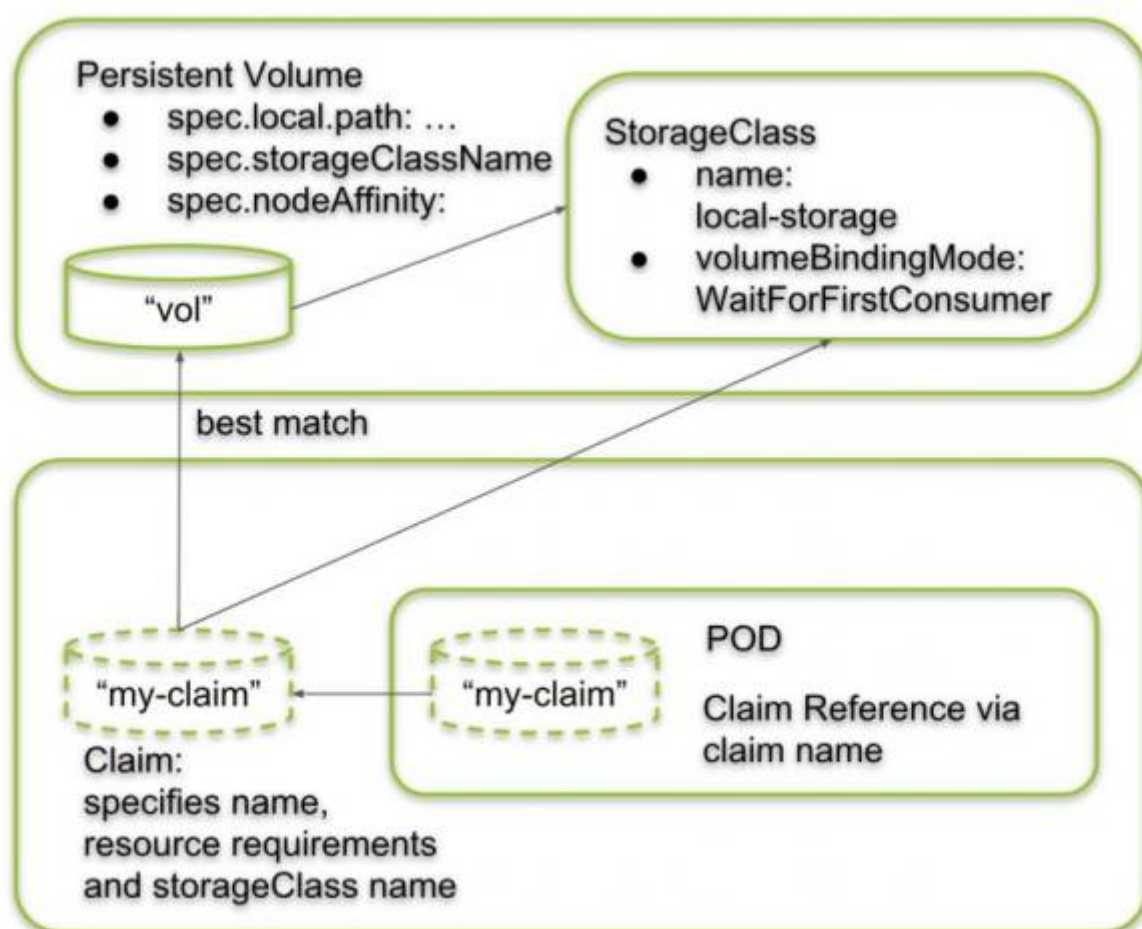 Persistent Volume
● spec.local.path: …
● spec.storageClassName
● spec.nodeAffinity:
“vol”
StorageClass
● name:
local-storage
● volumeBindingMode:
WaitForFirstConsumer
best match
“my-claim”
Claim:
specifies name,
resource requirements
and storageClass name
“my-claim”
POD
Claim Reference via
claim name